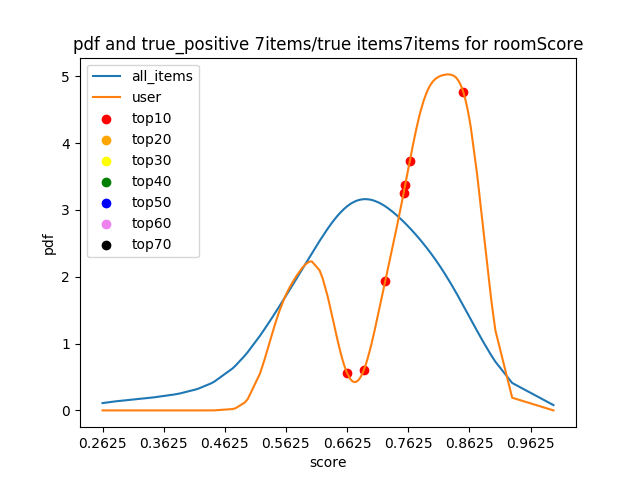 pdf and true_positive 7items/true items7items for roomScore
all_items
user
top10
top20
top30
top40
top50
top60
top70
pdf
5
4
3
2
1
0
0.2625 0.3625 0.4625 0.5625 0.6625 0.7625 0.8625 0.9625
score